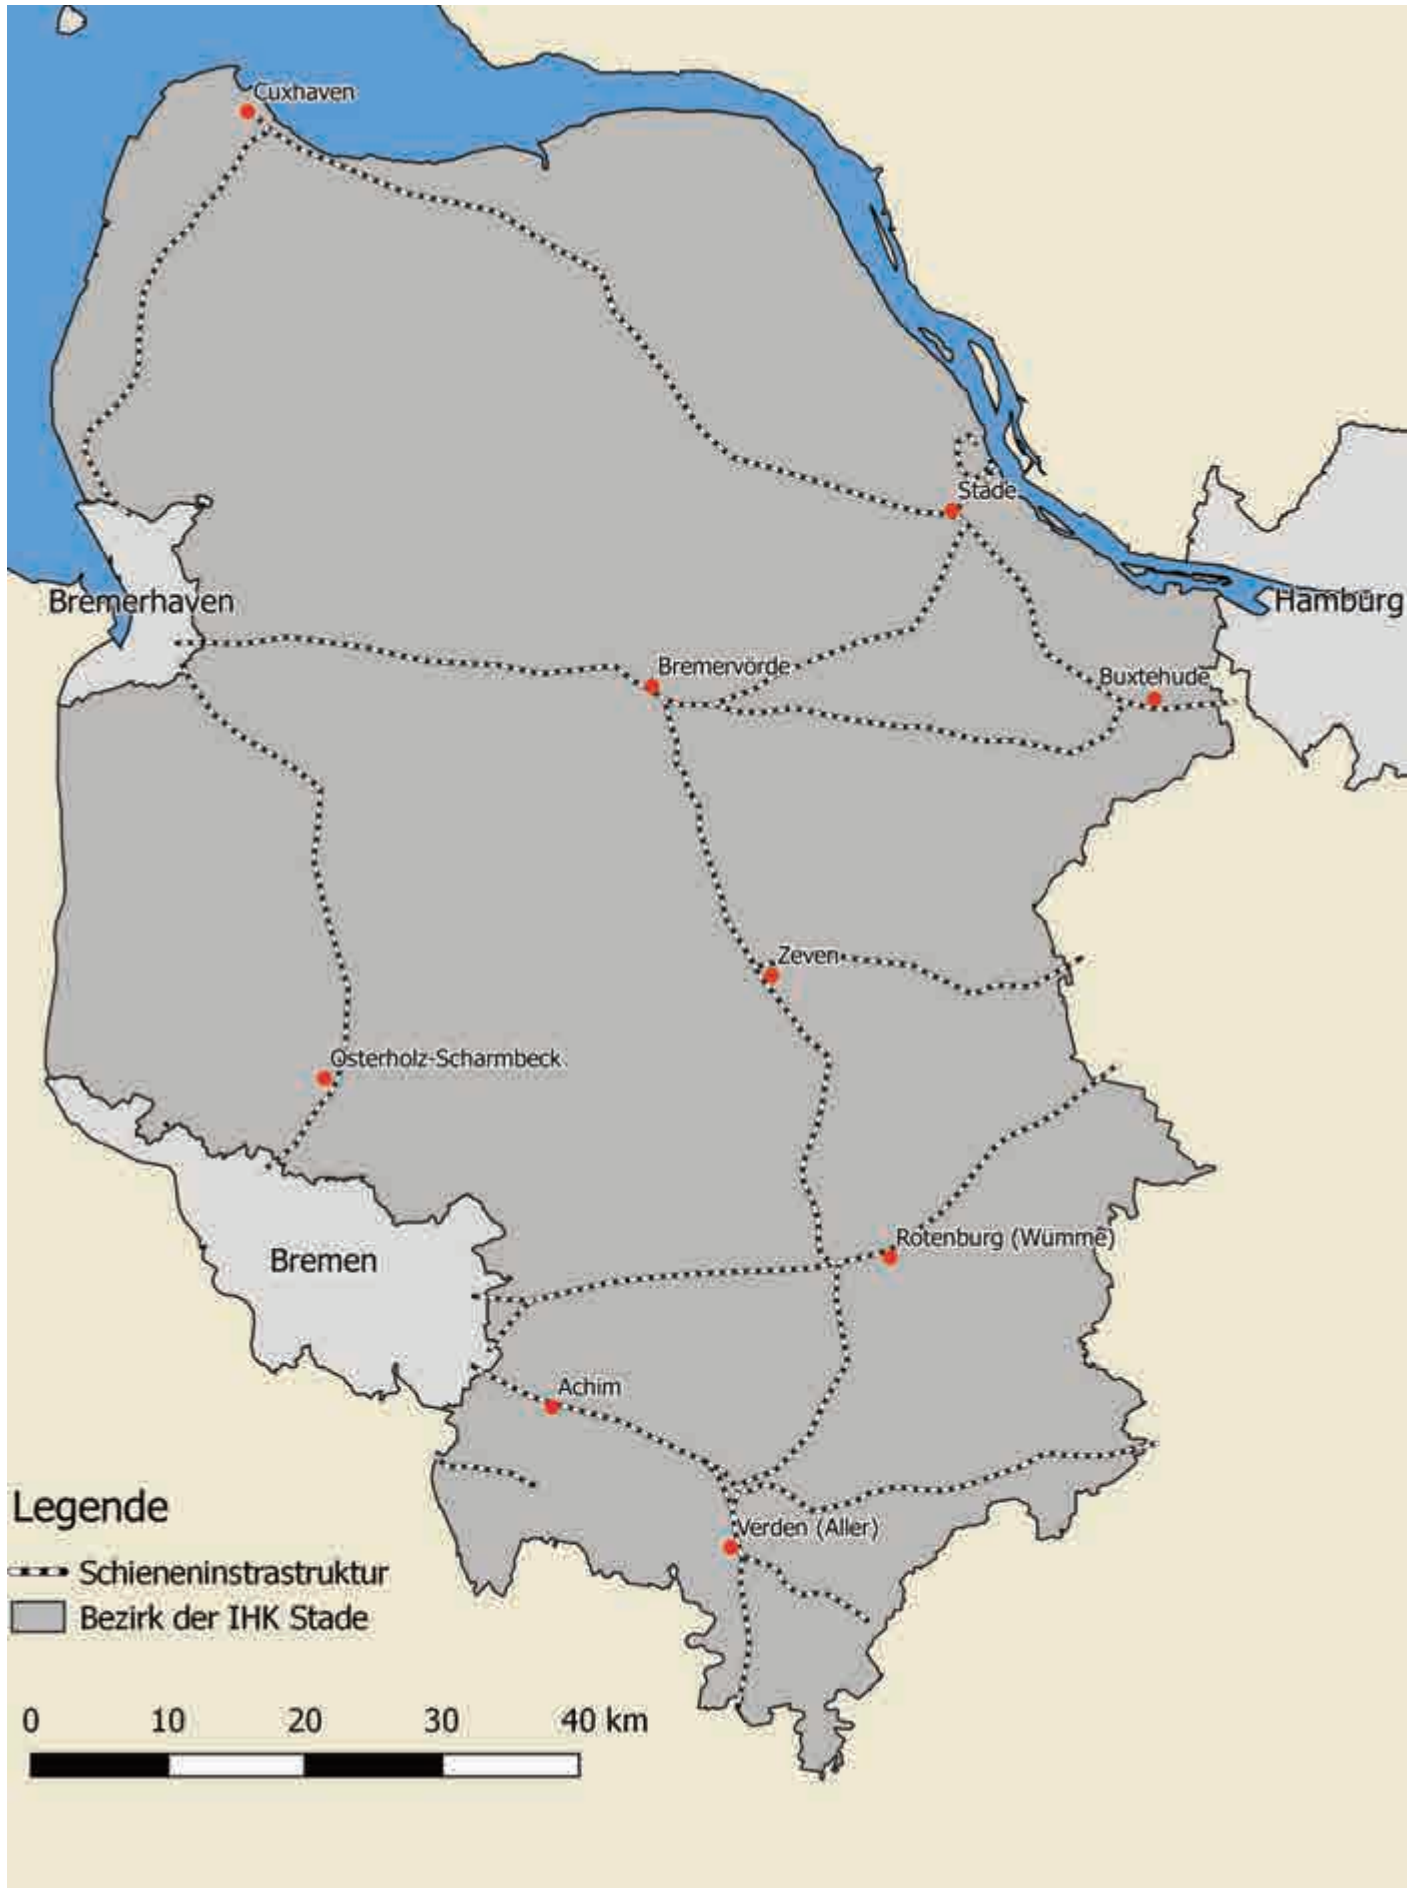 Cuxhaven
Stade
Bremerhaven
Hamburg
Bremervörde
Buxtehude
Zeven
Osterholz-Scharmbeck
Rotenburg (Wümme)
Bremen
Achim
Legende
Verden (Aller)
Schieneninstrastruktur
Bezirk der IHK Stade
0 10 20 30 40 km